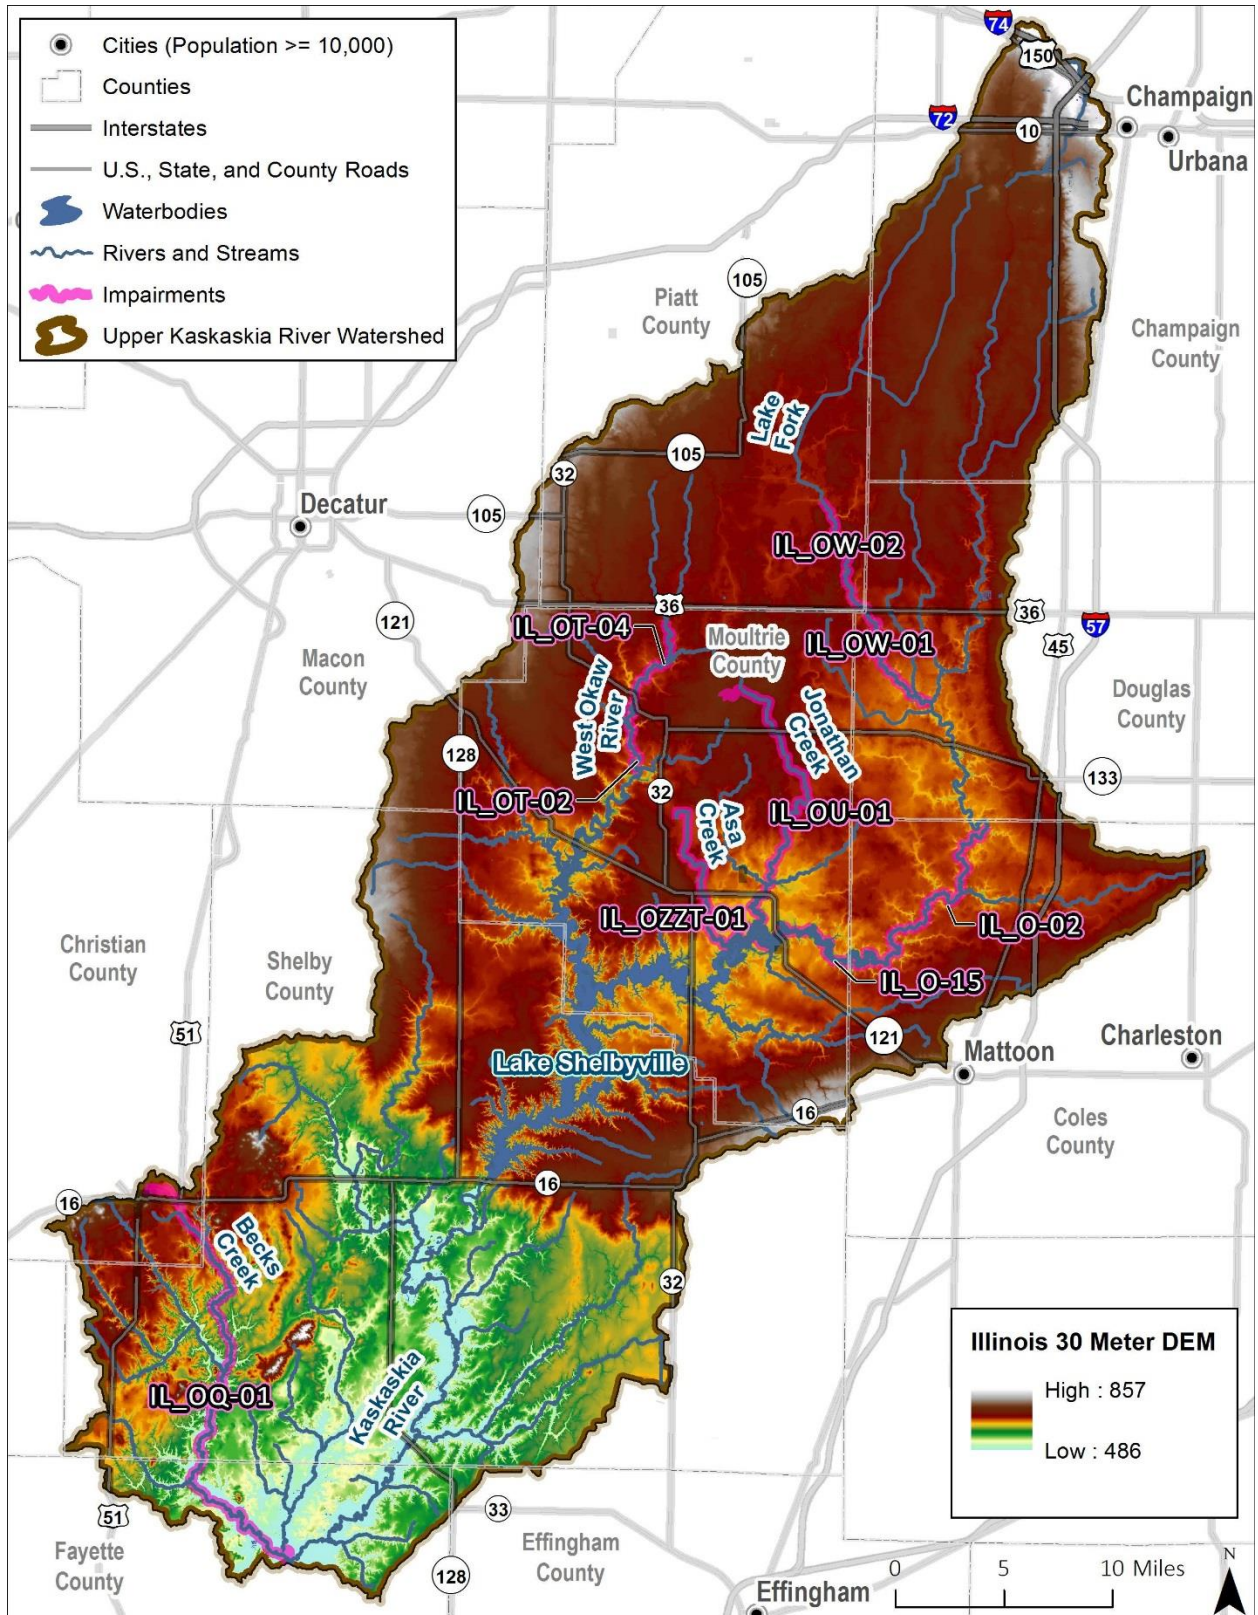 Cities (Population >= 10,000)
Counties
Interstates
U.S., State, and County Roads
Waterbodies
Rivers and Streams
Impairments
Upper Kaskaskia River Watershed
74
150
Champaign
72
10
Urbana
105
Piatt
County
Champaign
County
Lake
Fork
105
32
Decatur
105
IL_OW-02
36
36
121
IL_OT-04
57
Moultrie
County
IL_OW-01
45
Macon
County
Douglas
County
West Okaw
River
Jonathan
Creek
128
133
32
IL_OT-02
IL_OU-01
Asa
Creek
IL_OZZT-01
IL_O-02
Christian
County
Shelby
County
IL_O-15
51
121
Charleston
Lake Shelbyville
Mattoon
16
Coles
County
16
16
Becks
Creek
32
Illinois 30 Meter DEM
High : 857
Low : 486
IL_OQ-01
Kaskaskia
River
51
33
Fayette
County
Effingham
County
128
0 5 10 Miles
N
Effingham